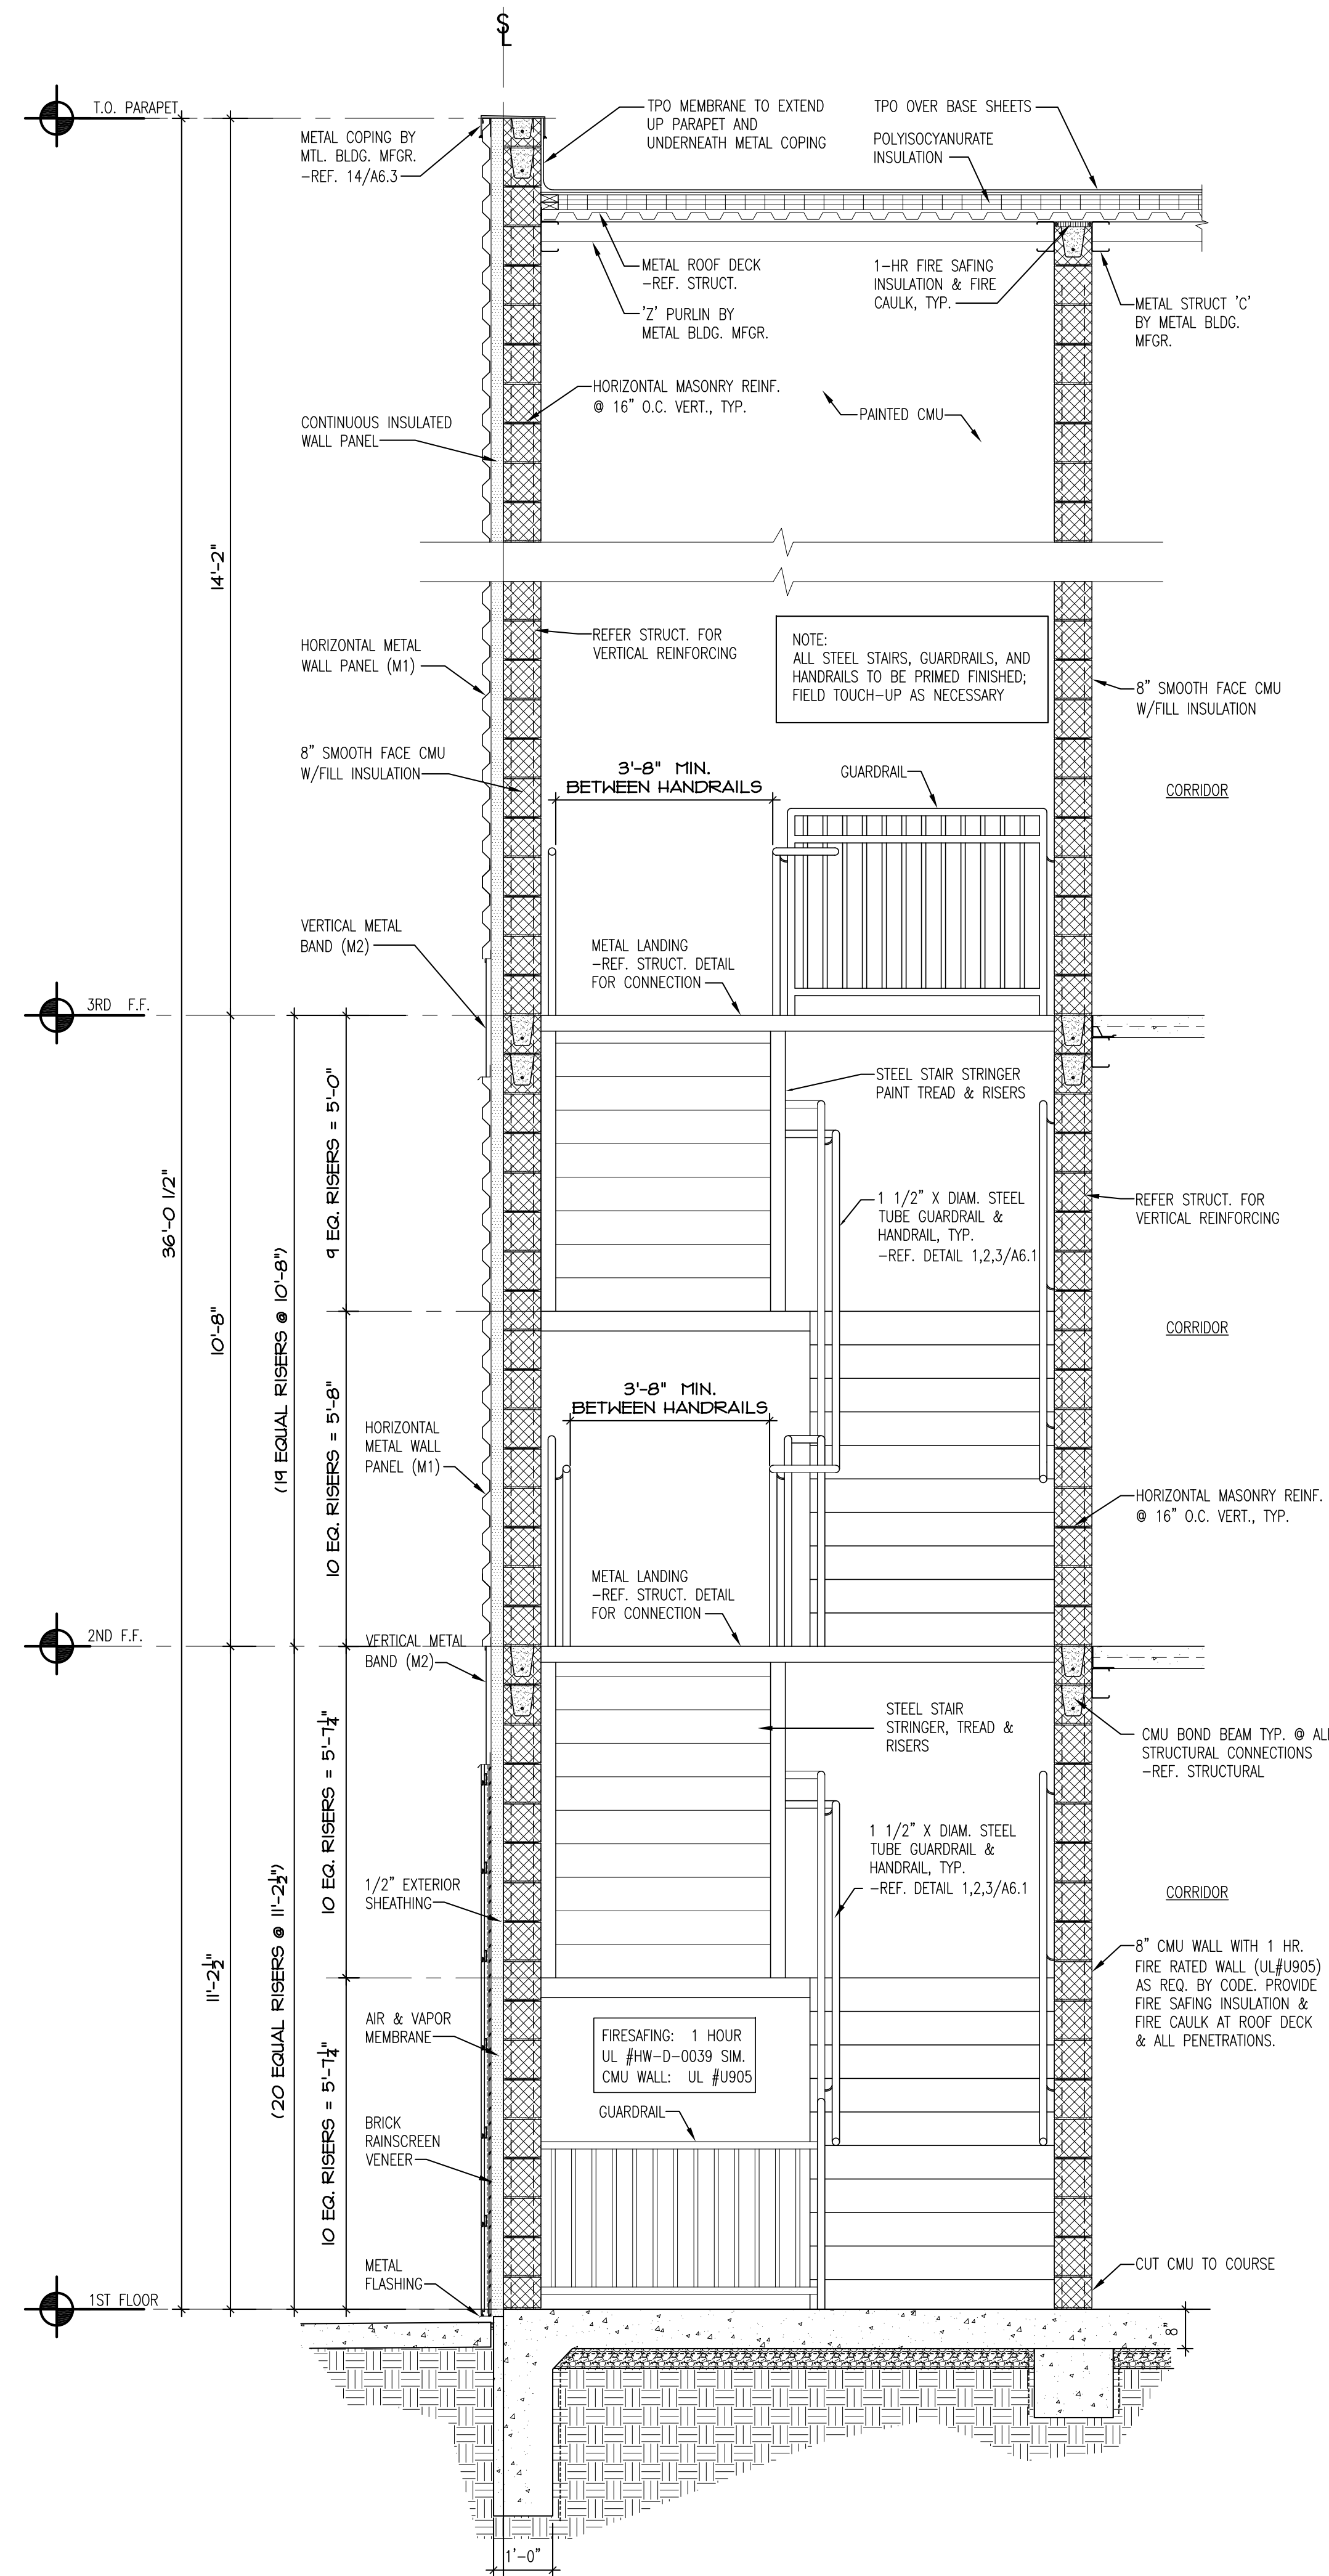 S
L
T.O. PARAPET
METAL COPING BY
MTL. BLDG. MFGR.
-REF. 14/A6.3
TPO MEMBRANE TO EXTEND
UP PARAPET AND
UNDERNEATH METAL COPING
TPO OVER BASE SHEETS
POLYISOCYANURATE
INSULATION
METAL ROOF DECK
-REF. STRUCT.
'Z' PURLIN BY
METAL BLDG. MFGR.
1-HR FIRE SAFING
INSULATION & FIRE
CAULK, TYP.
METAL STRUCT 'C'
BY METAL BLDG.
MFGR.
HORIZONTAL MASONRY REINF.
@ 16" O.C. VERT., TYP.
PAINTED CMU
CONTINUOUS INSULATED
WALL PANEL
14'-2"
HORIZONTAL METAL
WALL PANEL (M1)
REFER STRUCT. FOR
VERTICAL REINFORCING
NOTE:
ALL STEEL STAIRS, GUARDRAILS, AND
HANDRAILS TO BE PRIMED FINISHED;
FIELD TOUCH-UP AS NECESSARY
8" SMOOTH FACE CMU
W/FILL INSULATION
8" SMOOTH FACE CMU
W/FILL INSULATION
3'-8" MIN.
BETWEEN HANDRAILS
GUARDRAIL
CORRIDOR
VERTICAL METAL
BAND (M2)
METAL LANDING
-REF. STRUCT. DETAIL
FOR CONNECTION
3RD F.F.
STEEL STAIR STRINGER
PAINT TREAD & RISERS
9 EQ. RISERS = 5'-0"
36'-0 1/2"
1 1/2" X DIAM. STEEL
TUBE GUARDRAIL &
HANDRAIL, TYP.
-REF. DETAIL 1,2,3/A6.1
REFER STRUCT. FOR
VERTICAL REINFORCING
10'-8"
(19 EQUAL RISERS @ 10'-8")
CORRIDOR
10 EQ. RISERS = 5'-8"
3'-8" MIN.
BETWEEN HANDRAILS
HORIZONTAL
METAL WALL
PANEL (M1)
HORIZONTAL MASONRY REINF.
@ 16" O.C. VERT., TYP.
METAL LANDING
-REF. STRUCT. DETAIL
FOR CONNECTION
2ND F.F.
VERTICAL METAL
BAND (M2)
STEEL STAIR
STRINGER, TREAD &
RISERS
CMU BOND BEAM TYP. @ ALL
STRUCTURAL CONNECTIONS
-REF. STRUCTURAL
10 EQ. RISERS = 5'-7 1/4"
1 1/2" X DIAM. STEEL
TUBE GUARDRAIL &
HANDRAIL, TYP.
-REF. DETAIL 1,2,3/A6.1
1/2" EXTERIOR
SHEATHING
CORRIDOR
11'-2 1/2"
(20 EQUAL RISERS @ 11'-2 1/2")
8" CMU WALL WITH 1 HR.
FIRE RATED WALL (UL#U905)
AS REQ. BY CODE. PROVIDE
FIRE SAFING INSULATION &
FIRE CAULK AT ROOF DECK
& ALL PENETRATIONS.
AIR & VAPOR
MEMBRANE
FIRESAFING: 1 HOUR
UL #HW-D-0039 SIM.
CMU WALL: UL #U905
10 EQ. RISERS = 5'-7 1/4"
GUARDRAIL
BRICK
RAINSCREEN
VENEER
METAL
FLASHING
CUT CMU TO COURSE
1ST FLOOR
8"
1'-0"